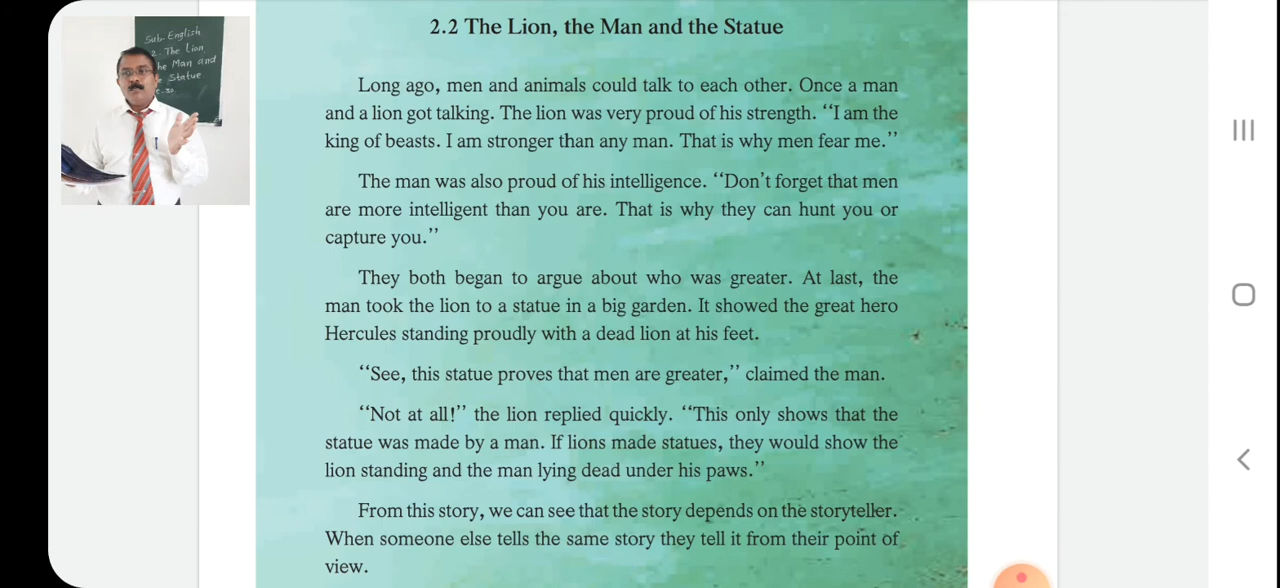 Sub- English
2. The Lion,
the Man and
Statue
2.2 The Lion, the Man and the Statue
Long ago, men and animals could talk to each other. Once a man
and a lion got talking. The lion was very proud of his strength. “I am the
king of beasts. I am stronger than any man. That is why men fear me.”
The man was also proud of his intelligence. “Don’t forget that men
are more intelligent than you are. That is why they can hunt you or
capture you.”
They both began to argue about who was greater. At last, the
man took the lion to a statue in a big garden. It showed the great hero
Hercules standing proudly with a dead lion at his feet.
“See, this statue proves that men are greater,” claimed the man.
“Not at all!” the lion replied quickly. “This only shows that the
statue was made by a man. If lions made statues, they would show the
lion standing and the man lying dead under his paws.”
From this story, we can see that the story depends on the storyteller.
When someone else tells the same story they tell it from their point of
view.